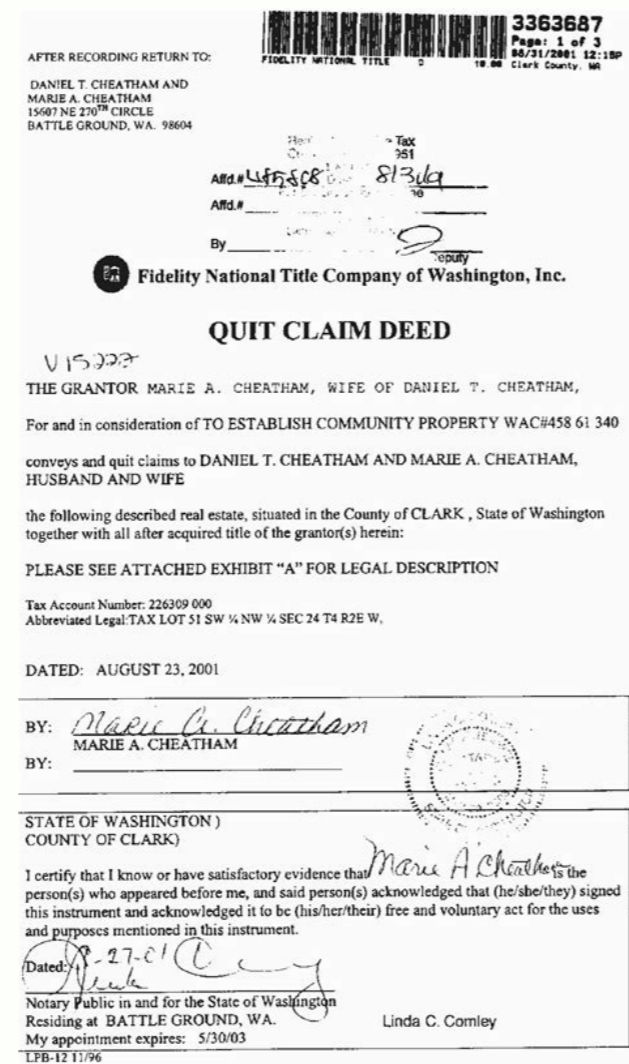 3363687
Page: 1 of 3
08/31/2001 12:15P
FIDELITY NATIONAL TITLE D 10.00 Clark County, WA
AFTER RECORDING RETURN TO:
DANIEL T. CHEATHAM AND
MARIE A. CHEATHAM
15607 NE 270TH CIRCLE
BATTLE GROUND, WA. 98604
Tax
951
Affd.#
Affd.#
By
Deputy
Fidelity National Title Company of Washington, Inc.
QUIT CLAIM DEED
THE GRANTOR MARIE A. CHEATHAM, WIFE OF DANIEL T. CHEATHAM,
For and in consideration of TO ESTABLISH COMMUNITY PROPERTY WAC#458 61 340
conveys and quit claims to DANIEL T. CHEATHAM AND MARIE A. CHEATHAM,
HUSBAND AND WIFE
the following described real estate, situated in the County of CLARK , State of Washington
together with all after acquired title of the grantor(s) herein:
PLEASE SEE ATTACHED EXHIBIT “A” FOR LEGAL DESCRIPTION
Tax Account Number: 226309 000
Abbreviated Legal:TAX LOT 51 SW ¼ NW ¼ SEC 24 T4 R2E W,
DATED: AUGUST 23, 2001
BY: Marie A. Cheatham
MARIE A. CHEATHAM
BY:
STATE OF WASHINGTON )
COUNTY OF CLARK)
I certify that I know or have satisfactory evidence that Marie A Cheatham is the
person(s) who appeared before me, and said person(s) acknowledged that (he/she/they) signed
this instrument and acknowledged it to be (his/her/their) free and voluntary act for the uses
and purposes mentioned in this instrument.
Dated: 8-27-01
Notary Public in and for the State of Washington
Residing at BATTLE GROUND, WA. Linda C. Comley
My appointment expires: 5/30/03
LPB-12 11/96